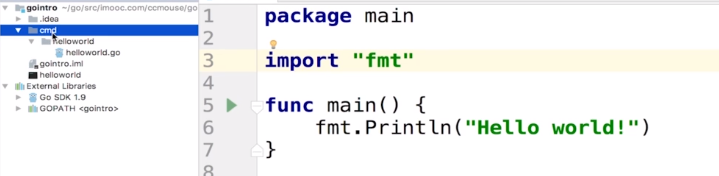 gointro ~/go/src/imooc.com/ccmouse/go
.idea
cmd
helloworld
helloworld.go
gointro.iml
helloworld
External Libraries
Go SDK 1.9
GOPATH <gointro>
1 package main
2
3 import "fmt"
4
5 func main() {
6 fmt.Println("Hello world!")
7 }
8